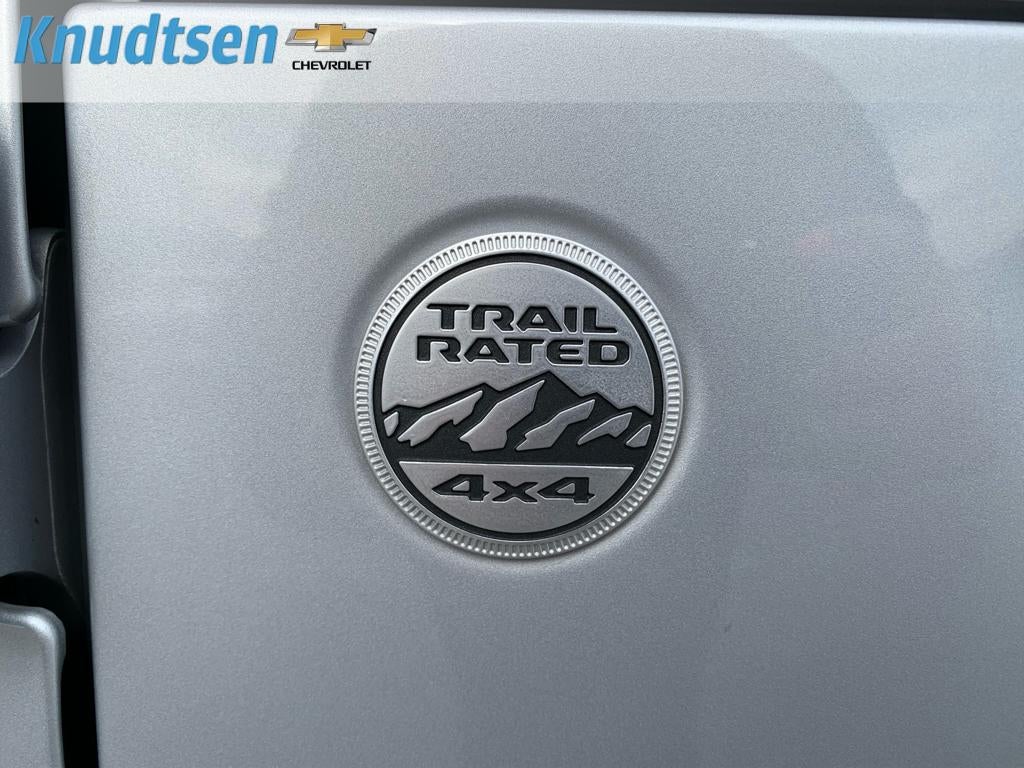 Knudtsen
CHEVROLET
TRAIL
RATED
4x4